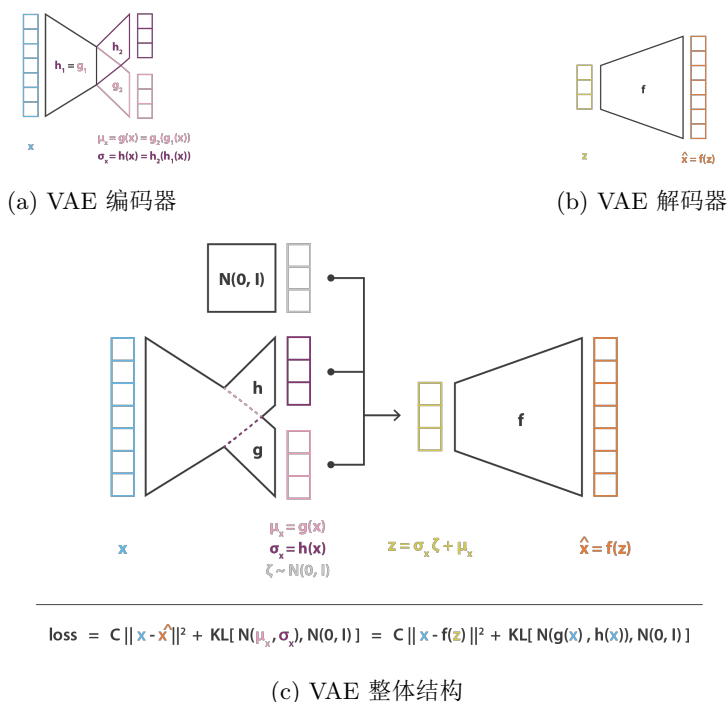 h₂
h₁ = g₁
g₂
f
x
μₓ = g(x) = g₂(g₁(x))
σₓ = h(x) = h₂(h₁(x))
z
x̂ = f(z)
(a) VAE 编码器
(b) VAE 解码器
N(0, I)
h
g
f
x
μₓ = g(x)
σₓ = h(x)
ζ ~ N(0, I)
z = σₓ ζ + μₓ
x̂ = f(z)
loss = C || x - x̂ ||² + KL[ N(μₓ, σₓ), N(0, I) ] = C || x - f(z) ||² + KL[ N(g(x) , h(x)), N(0, I) ]
(c) VAE 整体结构